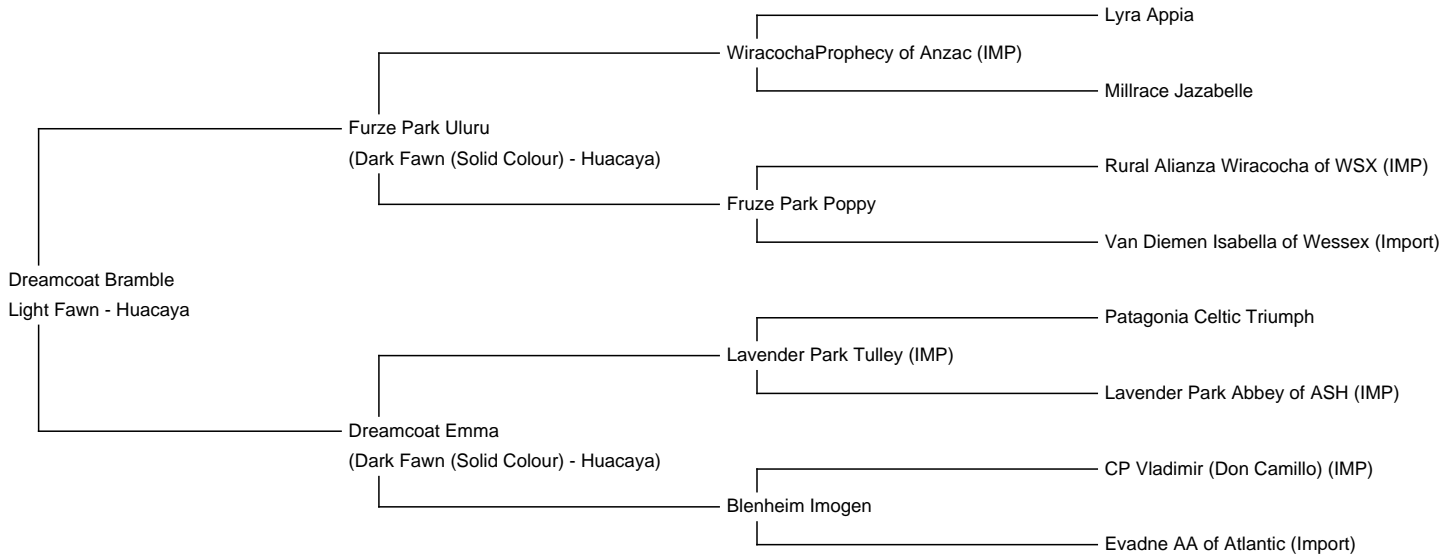 Lyra Appia
WiracochaProphecy of Anzac (IMP)
Millrace Jazabelle
Furze Park Uluru
(Dark Fawn (Solid Colour) - Huacaya)
Rural Alianza Wiracocha of WSX (IMP)
Fruze Park Poppy
Van Diemen Isabella of Wessex (Import)
Dreamcoat Bramble
Light Fawn - Huacaya
Patagonia Celtic Triumph
Lavender Park Tulley (IMP)
Lavender Park Abbey of ASH (IMP)
Dreamcoat Emma
(Dark Fawn (Solid Colour) - Huacaya)
CP Vladimir (Don Camillo) (IMP)
Blenheim Imogen
Evadne AA of Atlantic (Import)